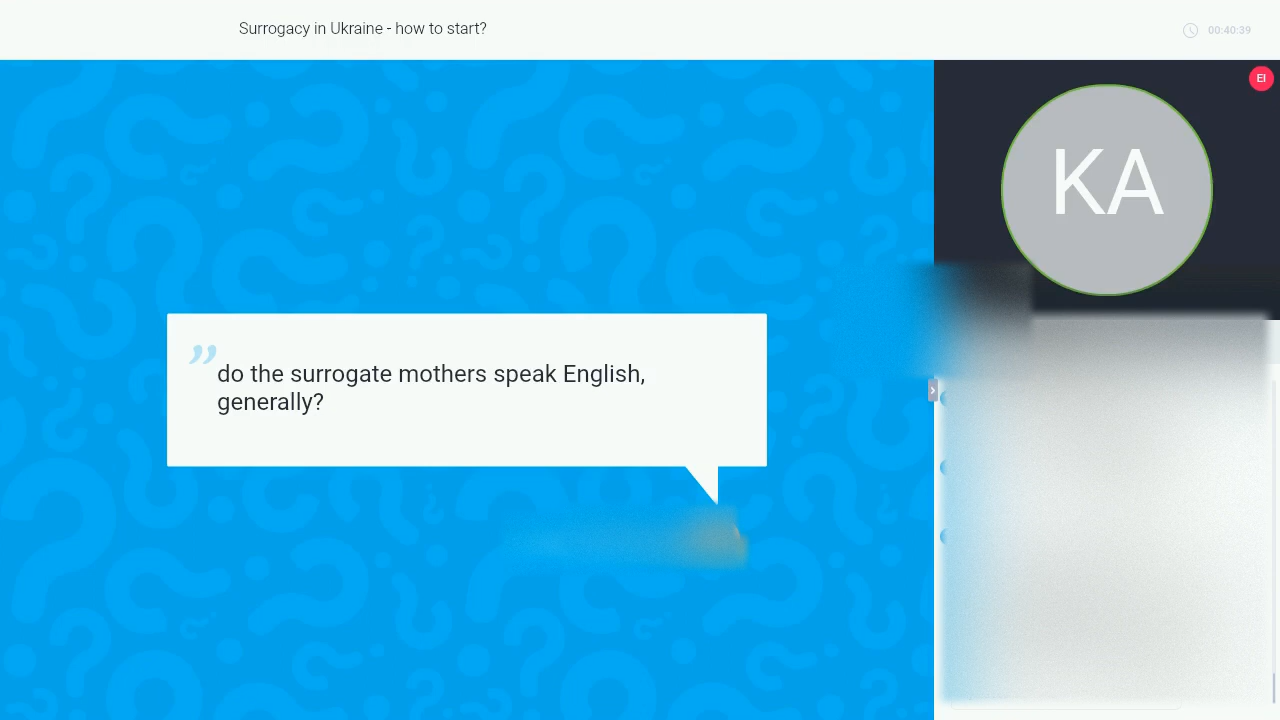 Surrogacy in Ukraine - how to start?
00:40:39
EI
KA
” do the surrogate mothers speak English,
generally?